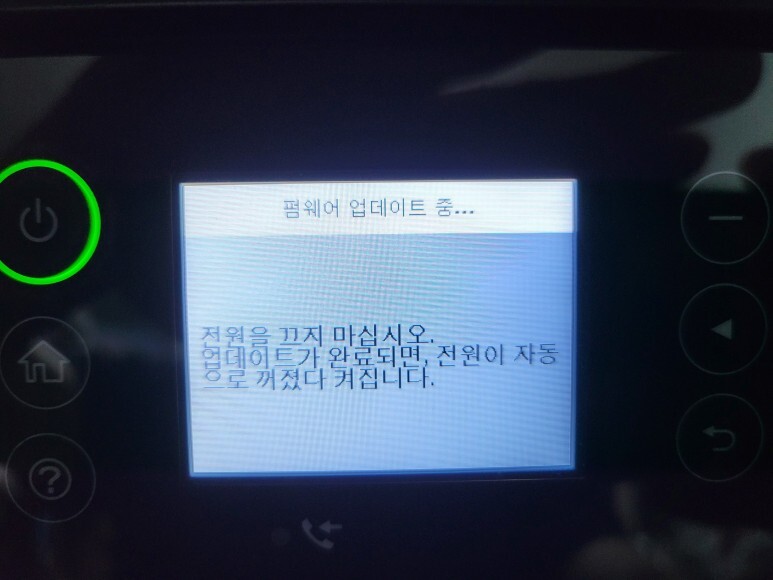 펌웨어 업데이트 중...
전원을 끄지 마십시오.
업데이트가 완료되면, 전원이 자동
으로 꺼졌다 켜집니다.